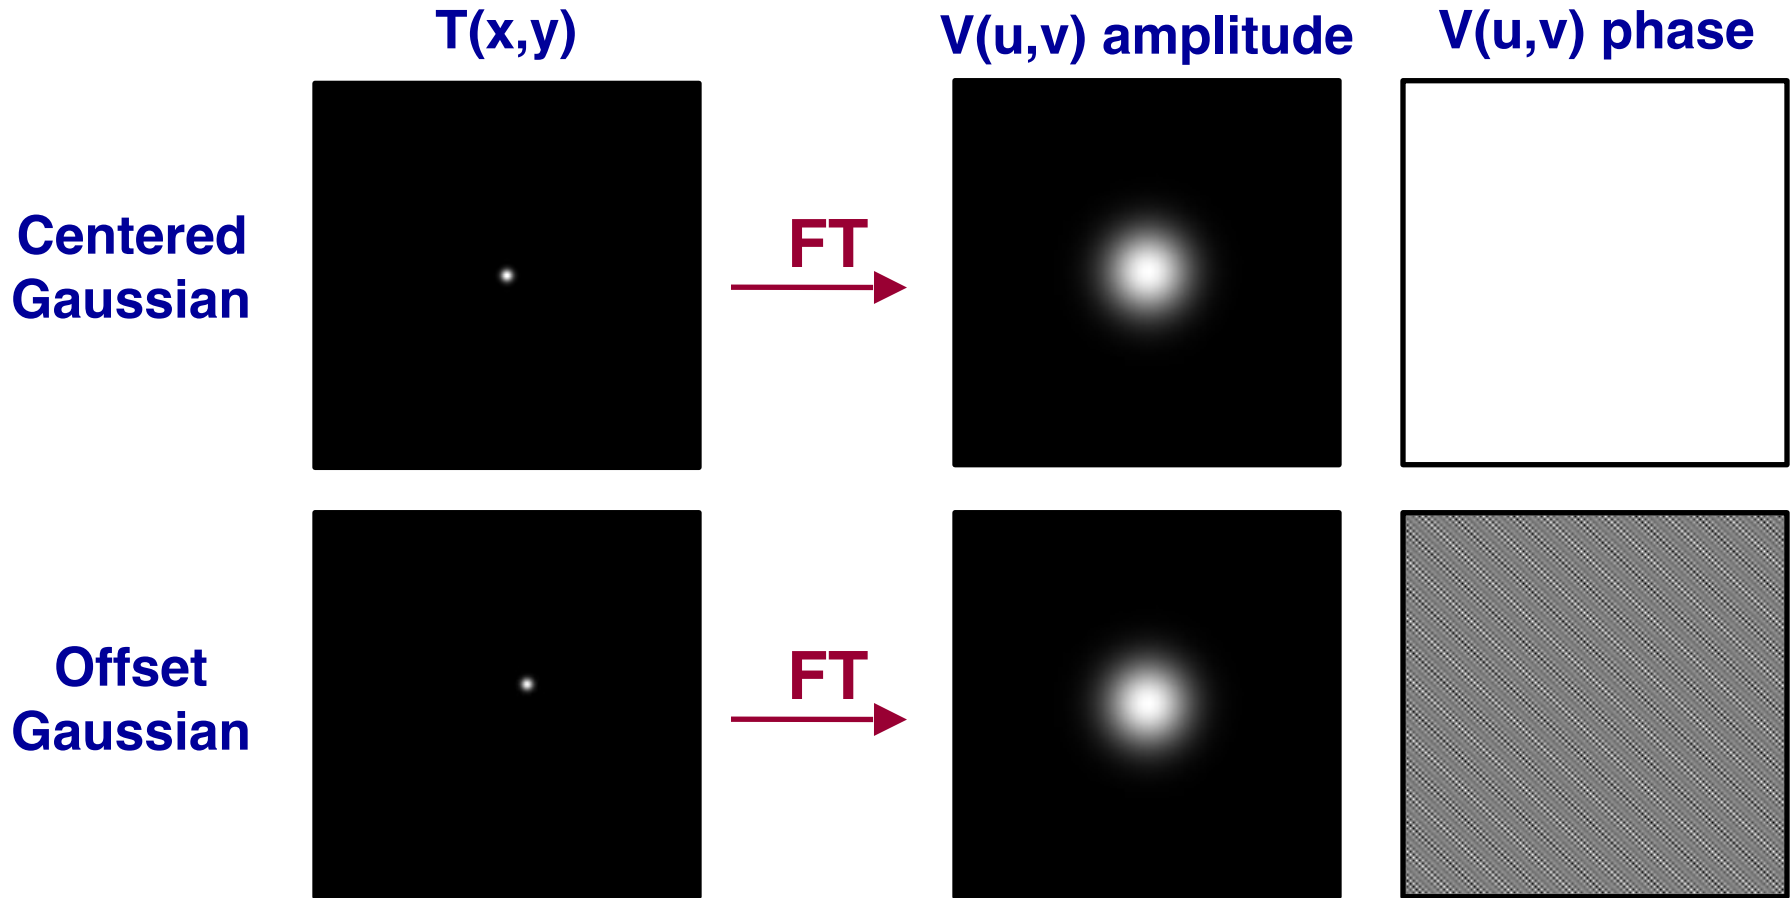 T(x,y)
V(u,v) amplitude
V(u,v) phase
Centered
Gaussian
FT
Offset
Gaussian
FT